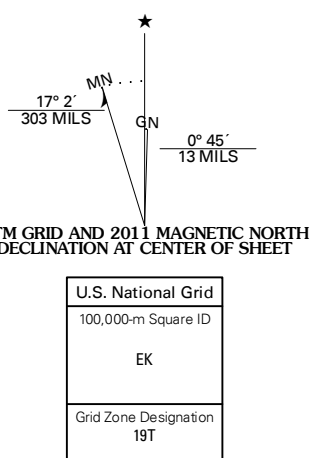 MN
17° 2´
303 MILS
GN
0° 45´
13 MILS
TM GRID AND 2011 MAGNETIC NORTH
DECLINATION AT CENTER OF SHEET
U.S. National Grid
100,000-m Square ID
EK
Grid Zone Designation
19T